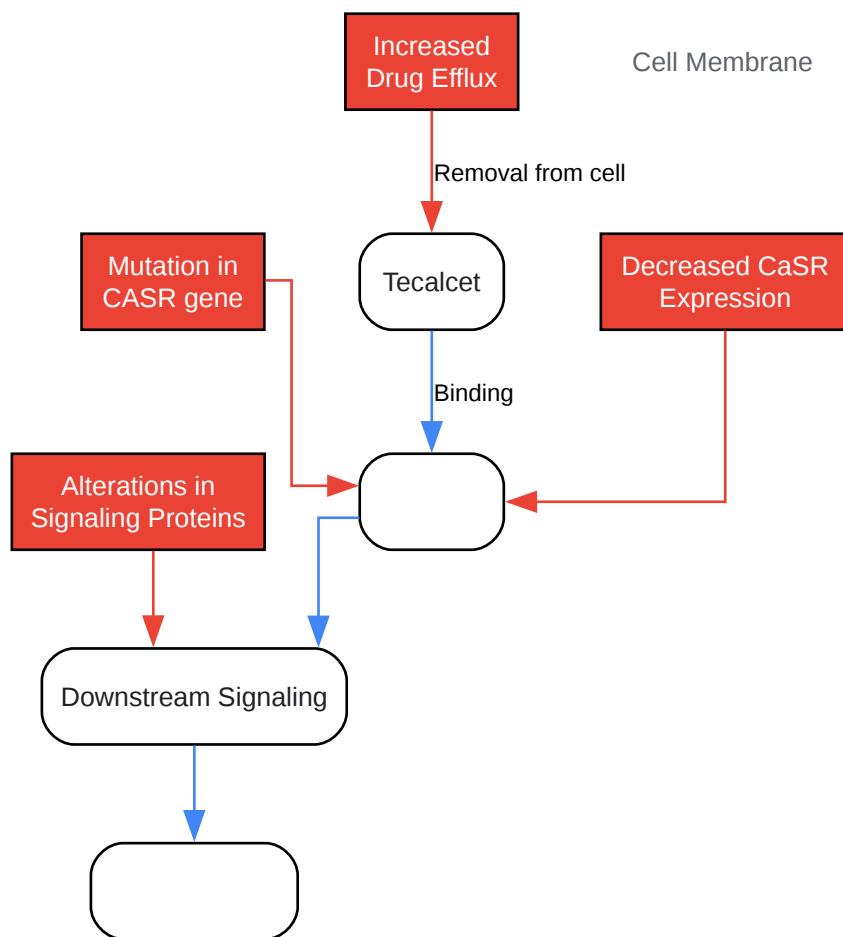 Increased
Drug Efflux
Cell Membrane
Removal from cell
Mutation in
CASR gene
Tecalcet
Decreased CaSR
Expression
Binding
Alterations in
Signaling Proteins
Downstream Signaling